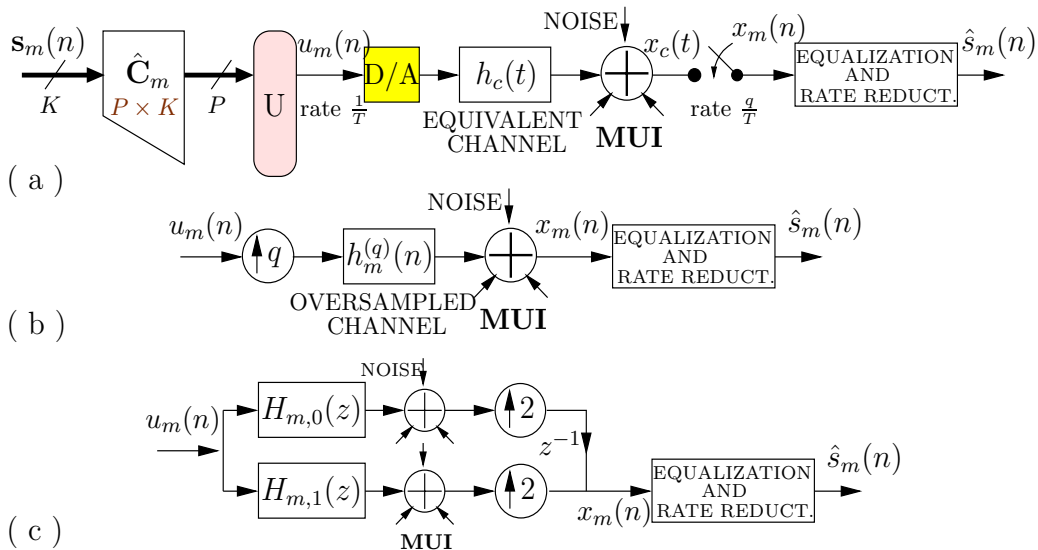 s_m(n)
K
Ĉ_m
P × K
P
U
u_m(n)
rate 1/T
D/A
h_c(t)
EQUIVALENT
CHANNEL
NOISE
MUI
x_c(t)
x_m(n)
rate q/T
EQUALIZATION
AND
RATE REDUCT.
ŝ_m(n)
( a )
u_m(n)
q
h_m^(q)(n)
OVERSAMPLED
CHANNEL
NOISE
MUI
x_m(n)
EQUALIZATION
AND
RATE REDUCT.
ŝ_m(n)
( b )
u_m(n)
H_{m,0}(z)
NOISE
2
z^{-1}
H_{m,1}(z)
MUI
2
x_m(n)
EQUALIZATION
AND
RATE REDUCT.
ŝ_m(n)
( c )